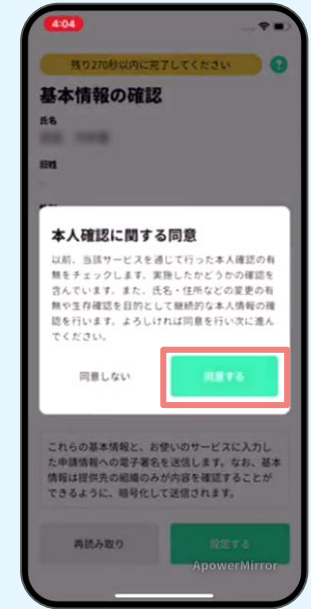 4:04
残り270秒以内に完了してください
?
基本情報の確認
氏名
旧姓
本人確認に関する同意
以前、当該サービスを通じて行った本人確認の有
無をチェックします。実施したかどうかの確認を
含んでいます。また、氏名・住所などの変更の有
無や生存確認を目的として継続的な本人情報の確
認を行います。よろしければ同意を行い次に進ん
でください。
同意しない
同意する
これらの基本情報と、お使いのサービスに入力し
た申請情報への電子署名を送信します。なお、基本
情報は提供先の組織のみが内容を確認することが
できるように、暗号化して送信されます。
再読み取り
設定する
ApowerMirror